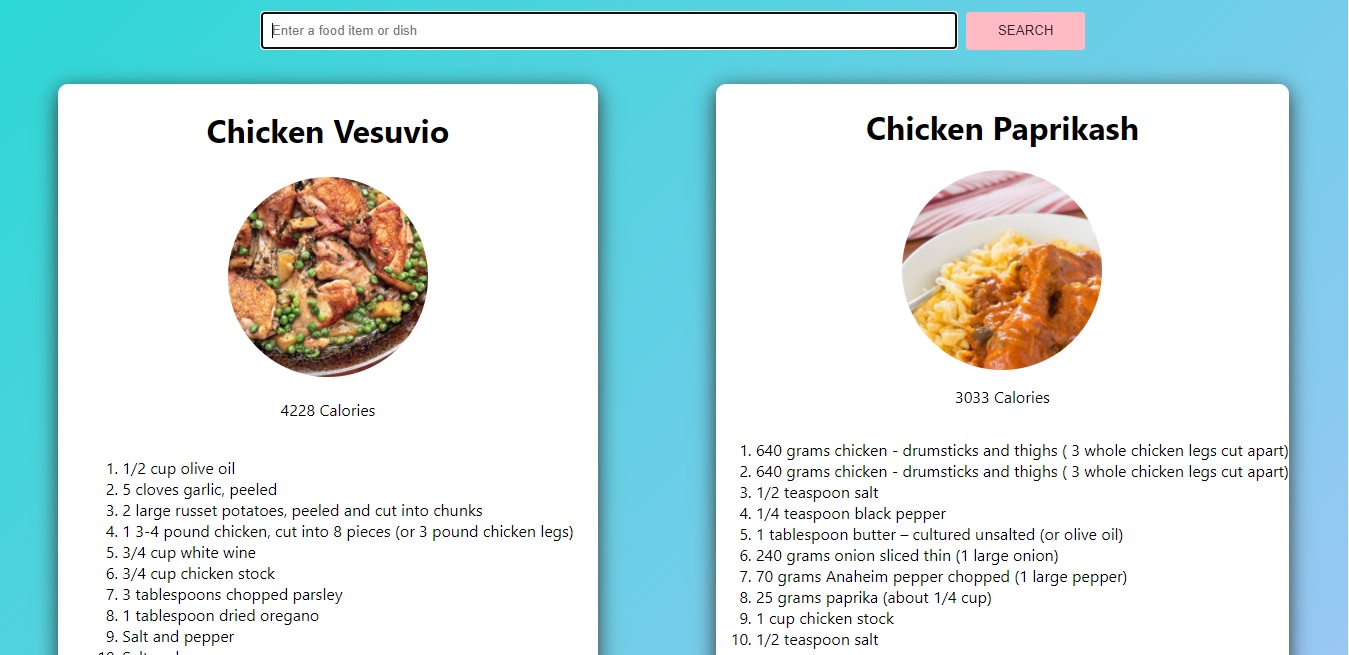 Enter a food item or dish
SEARCH
Chicken Vesuvio
4228 Calories
1. 1/2 cup olive oil
2. 5 cloves garlic, peeled
3. 2 large russet potatoes, peeled and cut into chunks
4. 1 3-4 pound chicken, cut into 8 pieces (or 3 pound chicken legs)
5. 3/4 cup white wine
6. 3/4 cup chicken stock
7. 3 tablespoons chopped parsley
8. 1 tablespoon dried oregano
9. Salt and pepper
Chicken Paprikash
3033 Calories
1. 640 grams chicken - drumsticks and thighs ( 3 whole chicken legs cut apart)
2. 640 grams chicken - drumsticks and thighs ( 3 whole chicken legs cut apart)
3. 1/2 teaspoon salt
4. 1/4 teaspoon black pepper
5. 1 tablespoon butter – cultured unsalted (or olive oil)
6. 240 grams onion sliced thin (1 large onion)
7. 70 grams Anaheim pepper chopped (1 large pepper)
8. 25 grams paprika (about 1/4 cup)
9. 1 cup chicken stock
10. 1/2 teaspoon salt